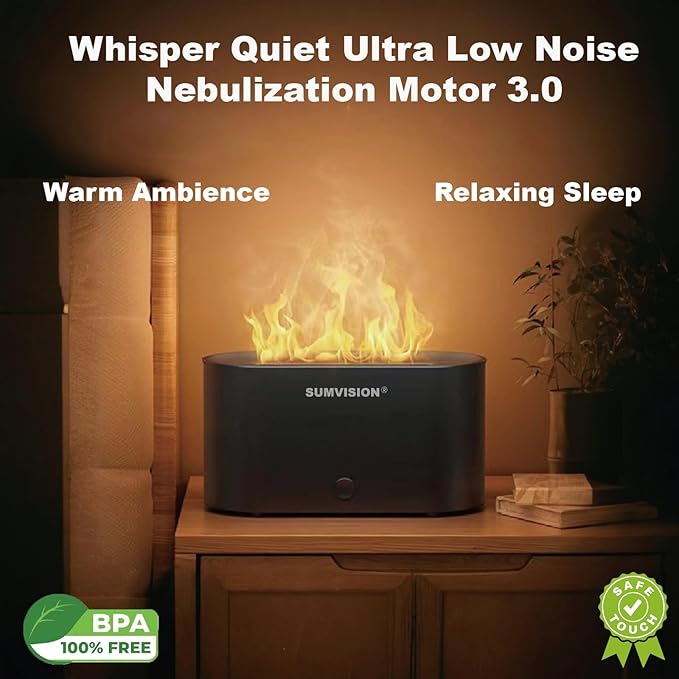 Whisper Quiet Ultra Low Noise
Nebulization Motor 3.0
Warm Ambience
Relaxing Sleep
SUMVISION®
BPA
100% FREE
SAFE
TOUCH